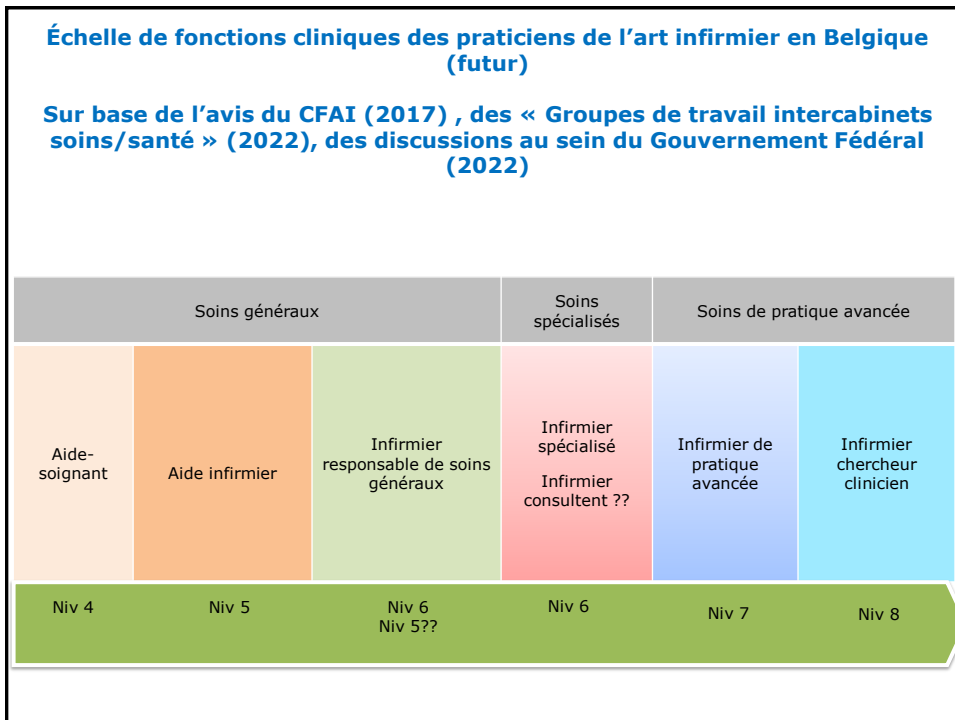 Échelle de fonctions cliniques des praticiens de l’art infirmier en Belgique
(futur)
Sur base de l’avis du CFAI (2017) , des « Groupes de travail intercabinets
soins/santé » (2022), des discussions au sein du Gouvernement Fédéral
(2022)
Soins généraux
Soins
spécialisés
Soins de pratique avancée
Aide-
soignant
Aide infirmier
Infirmier
responsable de soins
généraux
Infirmier
spécialisé
Infirmier
consultent ??
Infirmier de
pratique
avancée
Infirmier
chercheur
clinicien
Niv 4
Niv 5
Niv 6
Niv 5??
Niv 6
Niv 7
Niv 8